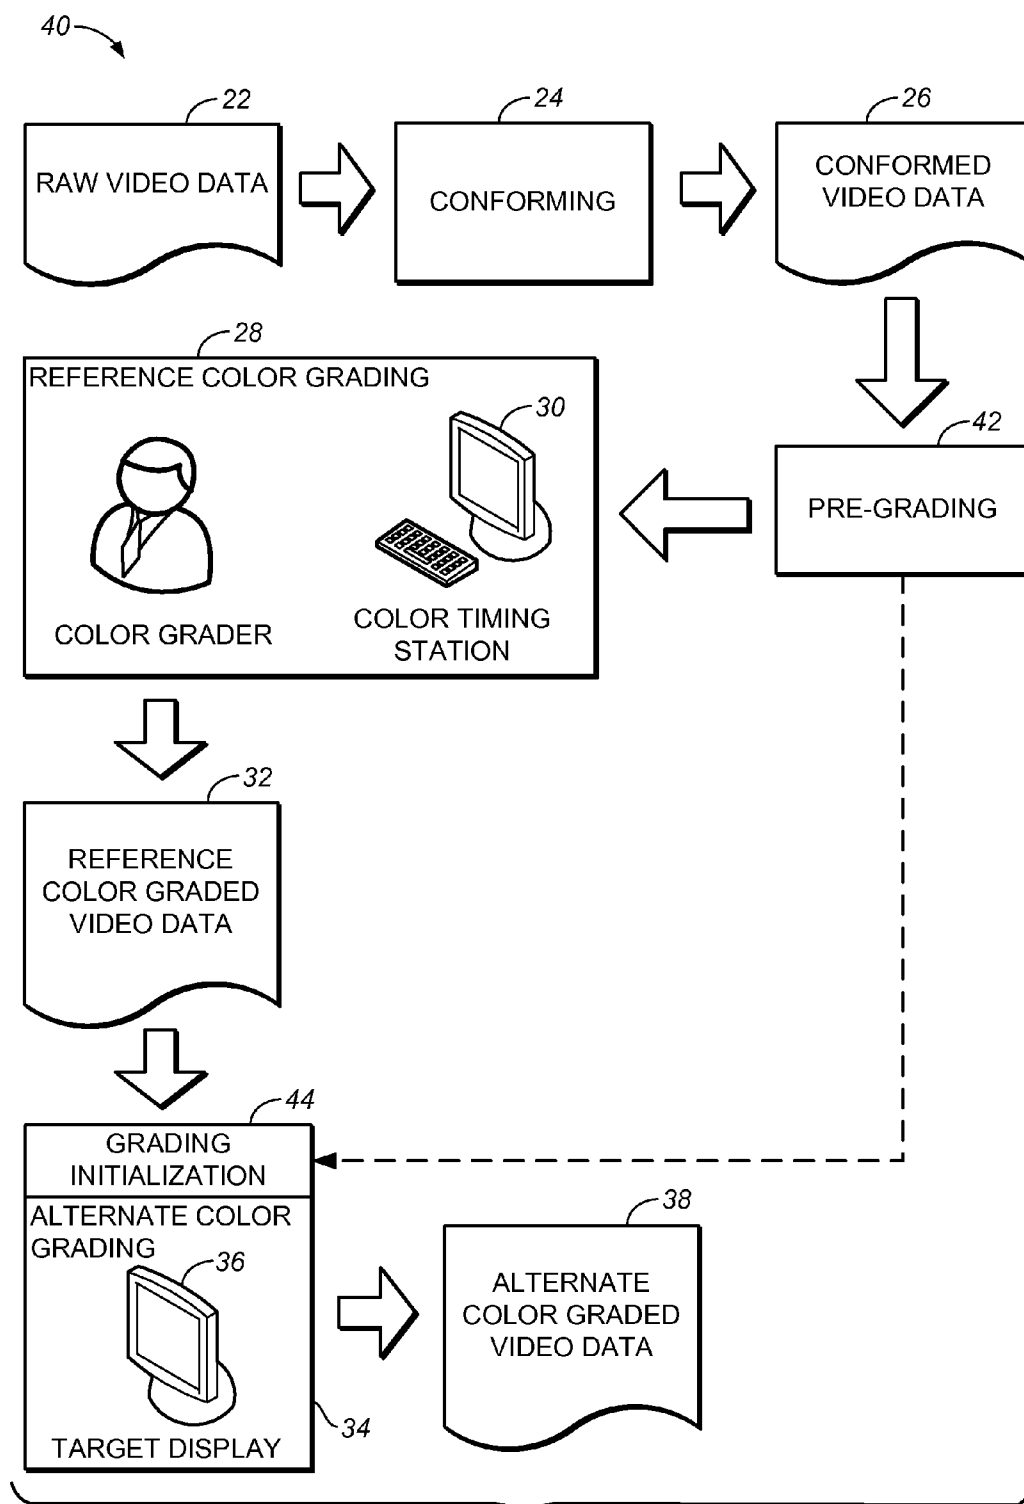 40
22
24
26
RAW VIDEO DATA
CONFORMING
CONFORMED
VIDEO DATA
28
REFERENCE COLOR GRADING
30
42
PRE-GRADING
COLOR GRADER
COLOR TIMING
STATION
32
REFERENCE
COLOR GRADED
VIDEO DATA
44
GRADING
INITIALIZATION
ALTERNATE COLOR
GRADING
36
38
ALTERNATE
COLOR GRADED
VIDEO DATA
34
TARGET DISPLAY